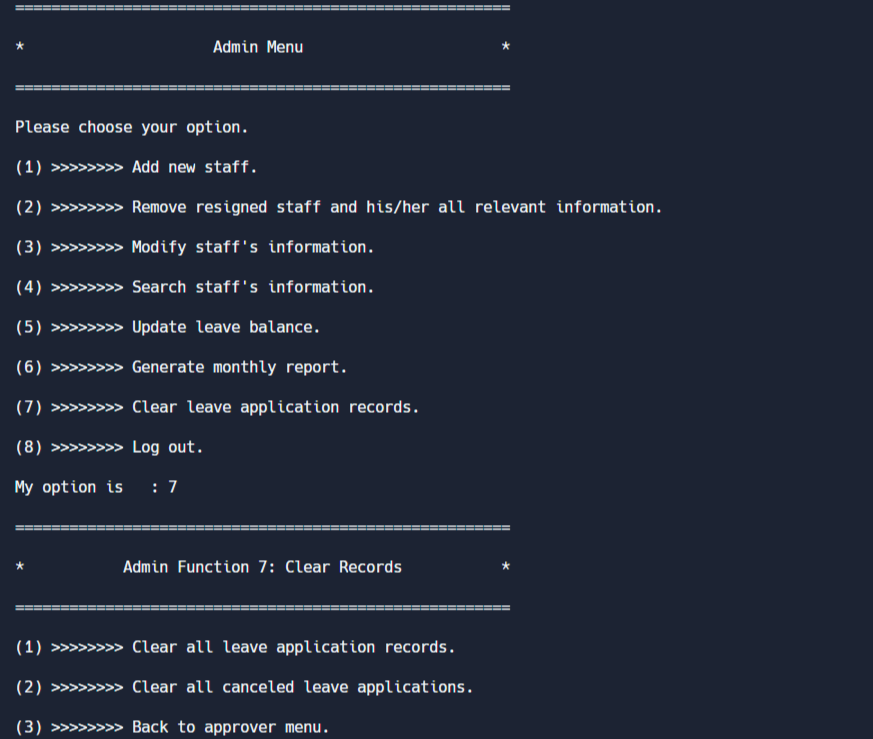 =======================================================
*                     Admin Menu                      *
=======================================================
Please choose your option.
(1) >>>>>>>> Add new staff.
(2) >>>>>>>> Remove resigned staff and his/her all relevant information.
(3) >>>>>>>> Modify staff's information.
(4) >>>>>>>> Search staff's information.
(5) >>>>>>>> Update leave balance.
(6) >>>>>>>> Generate monthly report.
(7) >>>>>>>> Clear leave application records.
(8) >>>>>>>> Log out.
My option is   : 7
=======================================================
*           Admin Function 7: Clear Records           *
=======================================================
(1) >>>>>>>> Clear all leave application records.
(2) >>>>>>>> Clear all canceled leave applications.
(3) >>>>>>>> Back to approver menu.